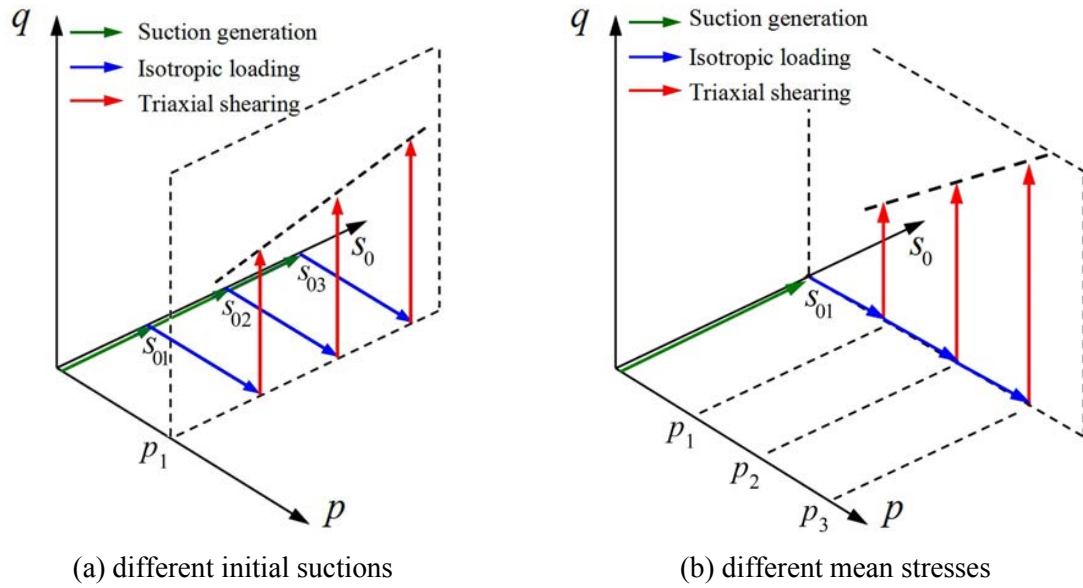 q
Suction generation
Isotropic loading
Triaxial shearing
s0
s03
s02
s01
p1
p
(a) different initial suctions
q
Suction generation
Isotropic loading
Triaxial shearing
s0
s01
p1
p2
p3
p
(b) different mean stresses